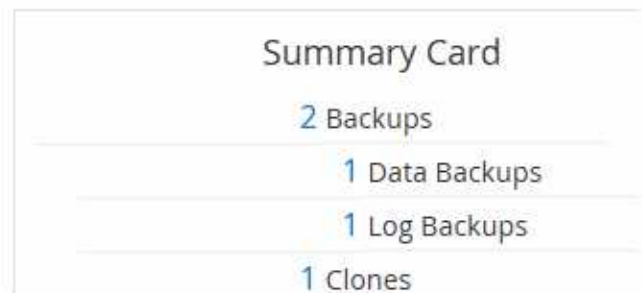 Summary Card
2 Backups
1 Data Backups
1 Log Backups
1 Clones